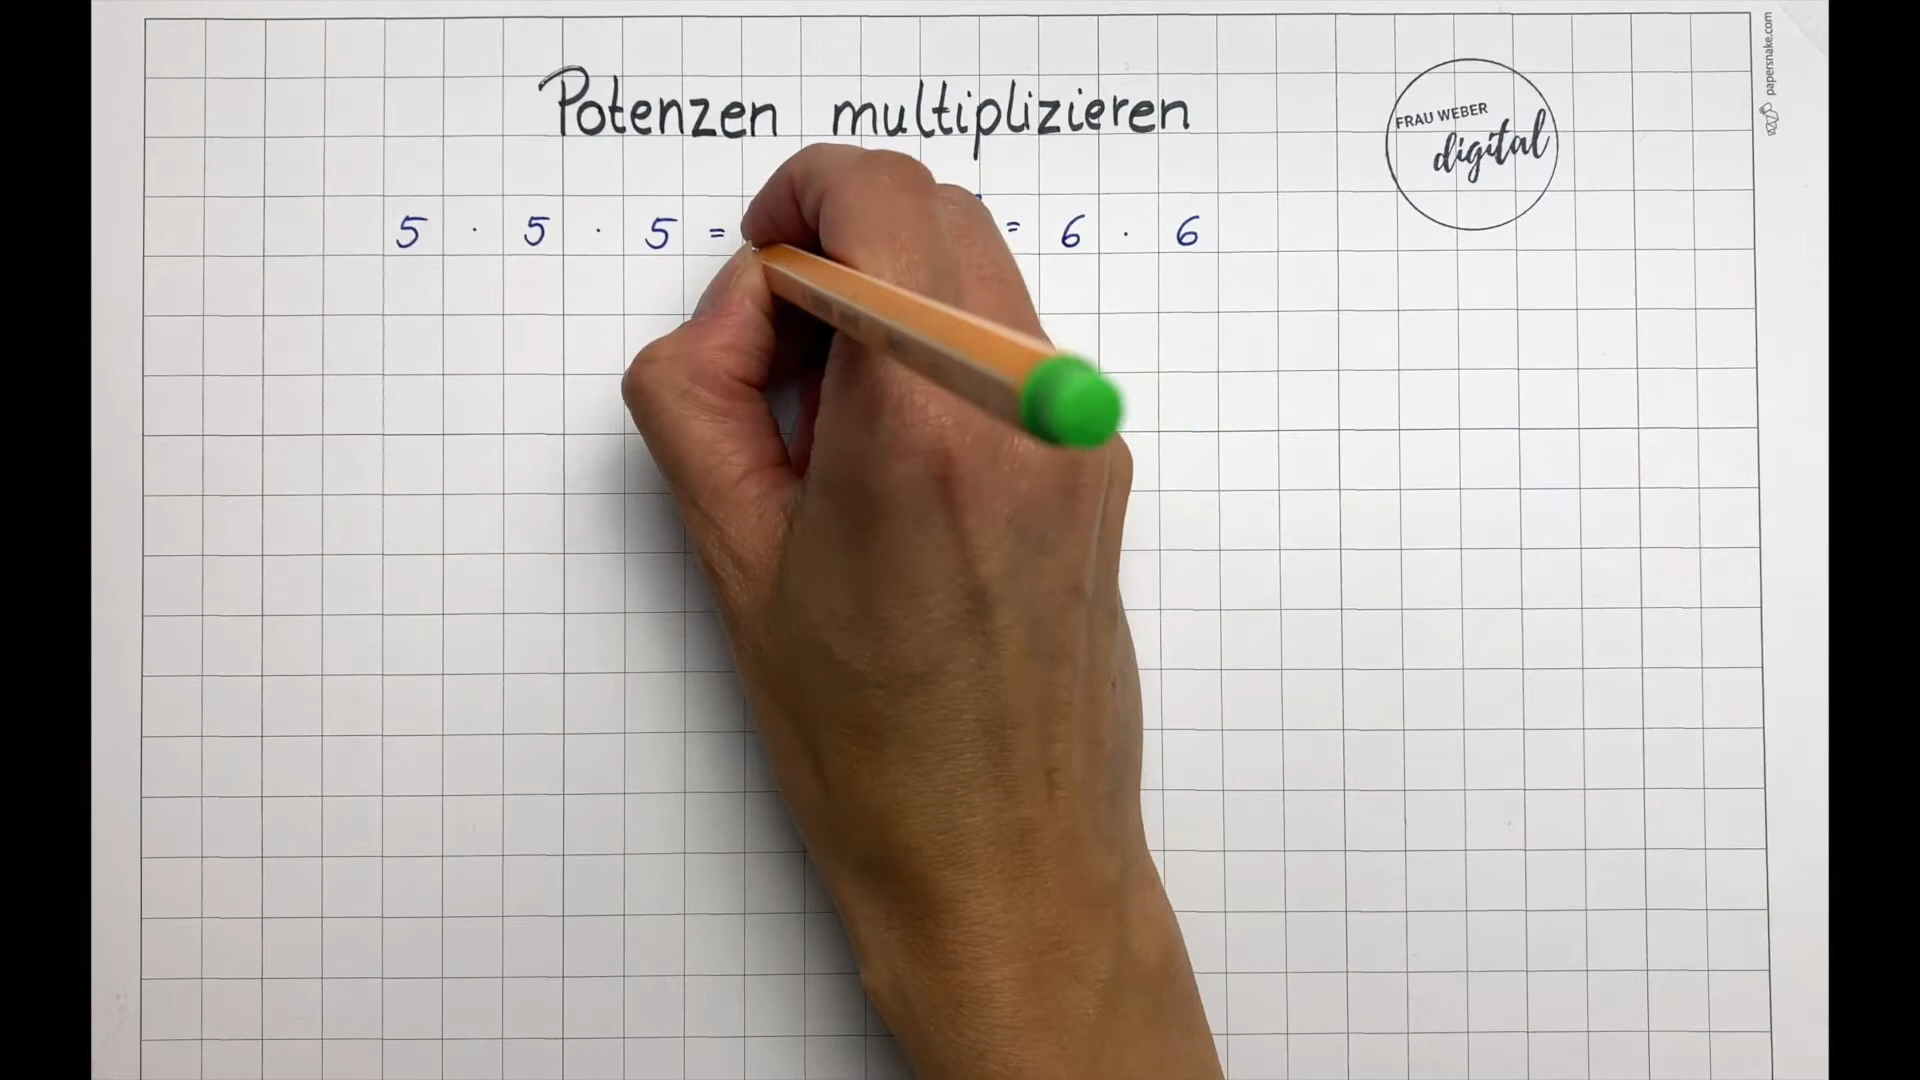 Potenzen multiplizieren
FRAU WEBER
digital
papersnake.com
5 · 5 · 5 =
= 6 · 6